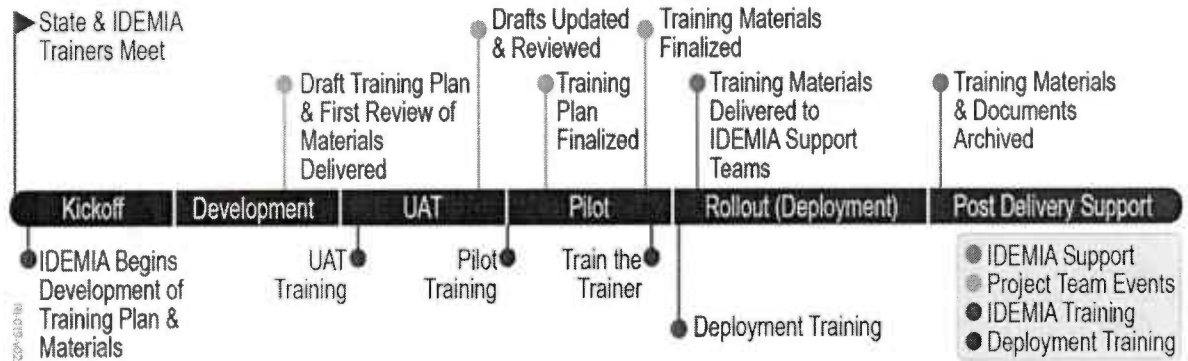 State & IDEMIA
Trainers Meet
Draft Training Plan
& First Review of
Materials
Delivered
Drafts Updated
& Reviewed
Training
Plan
Finalized
Training Materials
Finalized
Training Materials
Delivered to
IDEMIA Support
Teams
Training Materials
& Documents
Archived
Kickoff
Development
UAT
Pilot
Rollout (Deployment)
Post Delivery Support
IDEMIA Begins
Development of
Training Plan &
Materials
UAT
Training
Pilot
Training
Train the
Trainer
Deployment Training
IDEMIA Support
Project Team Events
IDEMIA Training
Deployment Training
RI-019-v02